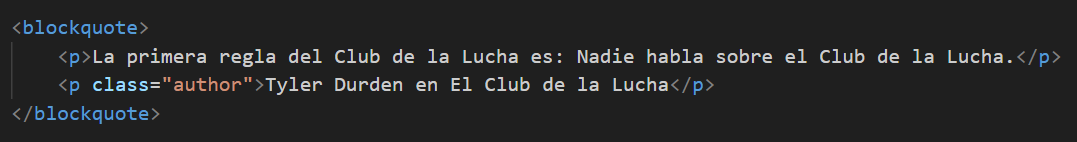 <blockquote>
<p>La primera regla del Club de la Lucha es: Nadie habla sobre el Club de la Lucha.</p>
<p class="author">Tyler Durden en El Club de la Lucha</p>
</blockquote>